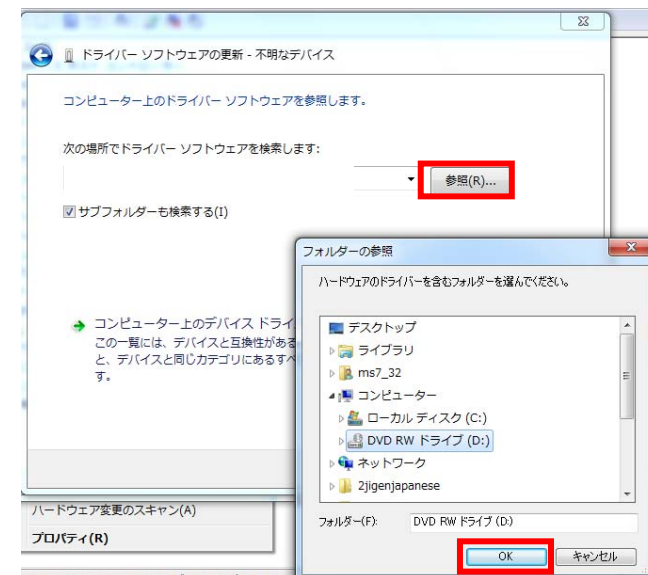 ドライバー ソフトウェアの更新 - 不明なデバイス
コンピューター上のドライバー ソフトウェアを参照します。
次の場所でドライバー ソフトウェアを検索します:
参照(R)...
サブフォルダーも検索する(I)
コンピューター上のデバイス ドライ
この一覧には、デバイスと互換性がある
と、デバイスと同じカテゴリにあるすべ
す。
ハードウェア変更のスキャン(A)
プロパティ(R)
フォルダーの参照
ハードウェアのドライバーを含むフォルダーを選んでください。
デスクトップ
ライブラリ
ms7_32
コンピューター
ローカル ディスク (C:)
DVD RW ドライブ (D:)
ネットワーク
2jigenjapanese
フォルダー(F):
DVD RW ドライブ (D:)
OK
キャンセル